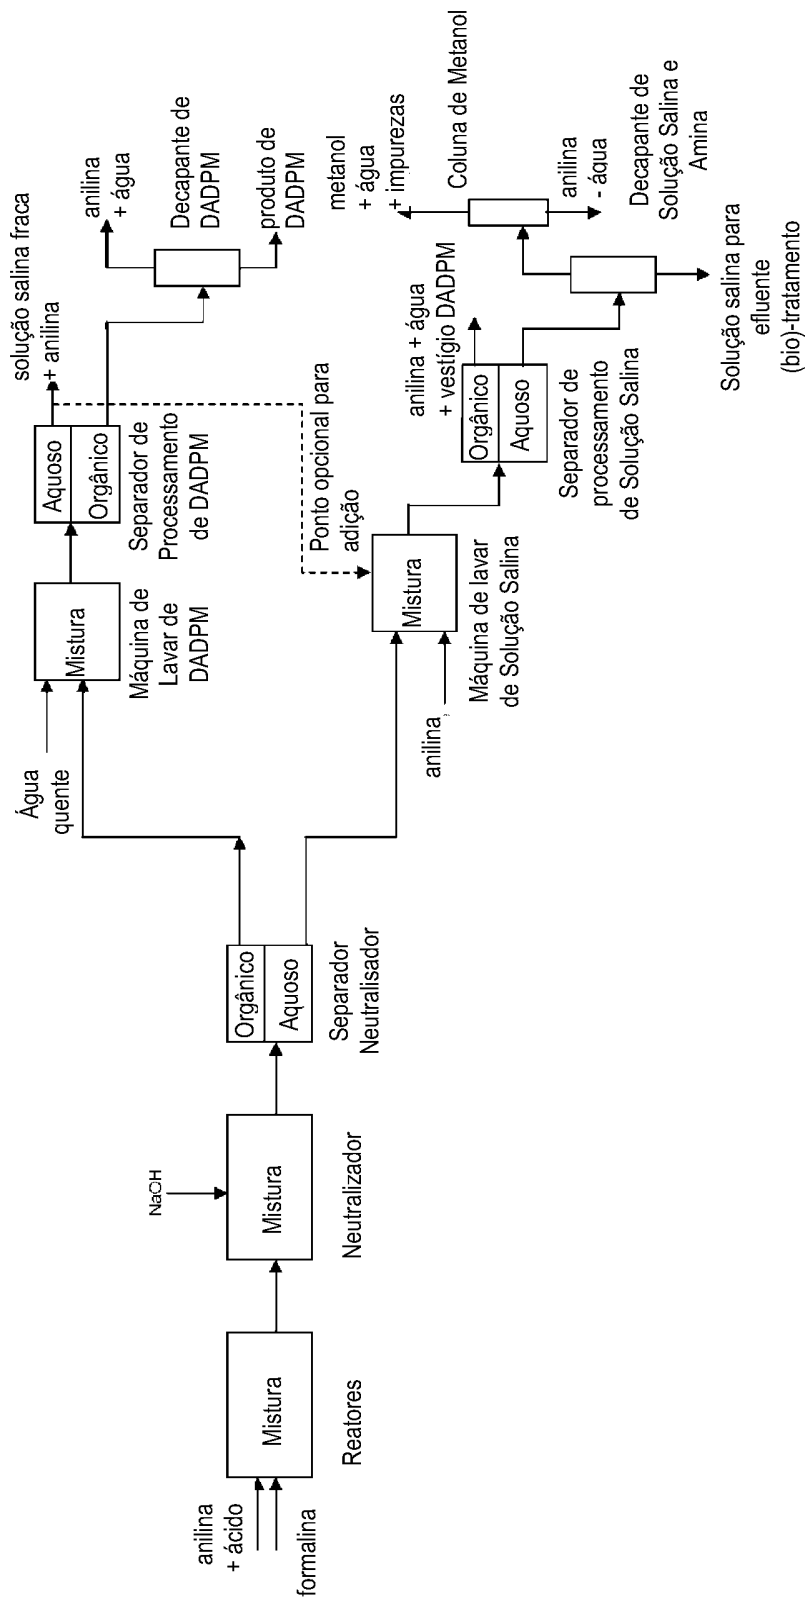 anilina
+ ácido
formalina
Mistura
Reatores
NaOH
Mistura
Neutralizador
Orgânico
Aquoso
Separador
Neutralisador
Água
quente
Mistura
Máquina de
Lavar de
DADPM
Aquoso
Orgânico
Separador de
Processamento
de DADPM
solução salina fraca
+ anilina
anilina
+ água
Decapante de
DADPM
produto de
DADPM
Ponto opcional para
adição
anilina
Mistura
Máquina de lavar
de Solução Salina
Orgânico
Aquoso
Separador de
processamento
de Solução Salina
anilina + água
+ vestígio DADPM
metanol
+ água
+ impurezas
Coluna de Metanol
anilina
- água
Decapante de
Solução Salina e
Amina
Solução salina para
efluente
(bio)-tratamento